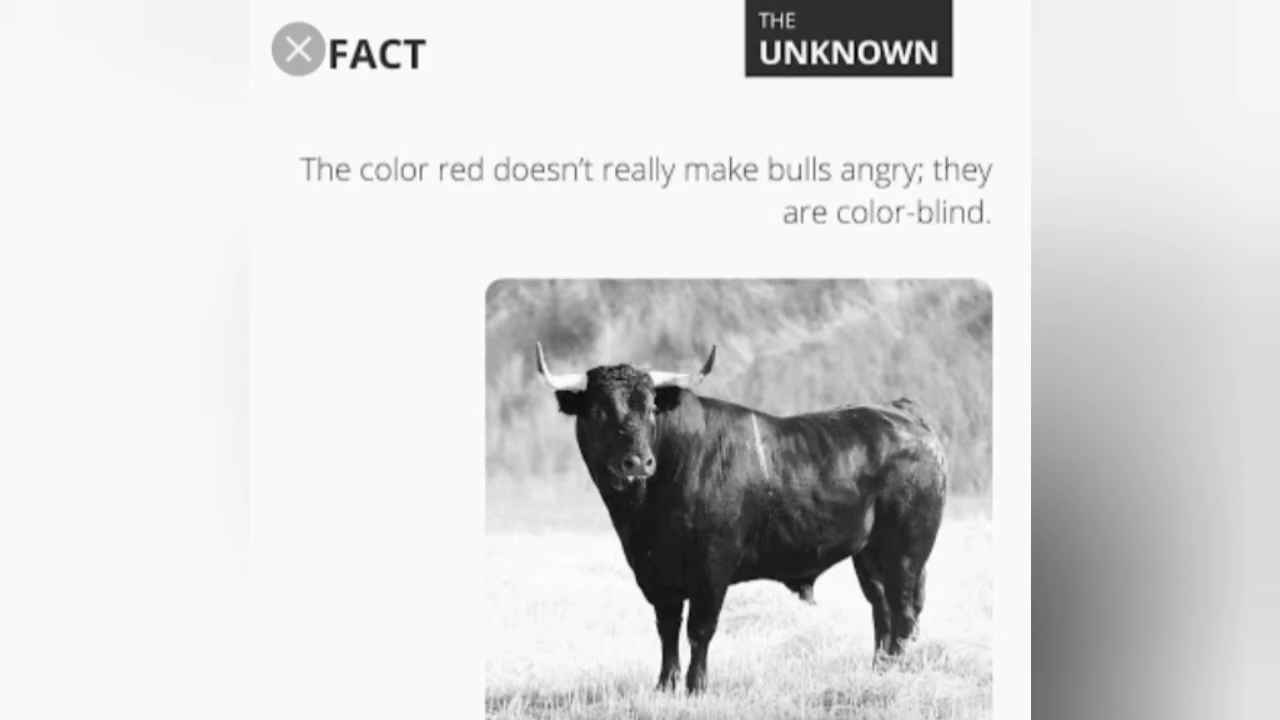 FACT
THE
UNKNOWN
The color red doesn't really make bulls angry; they
are color-blind.